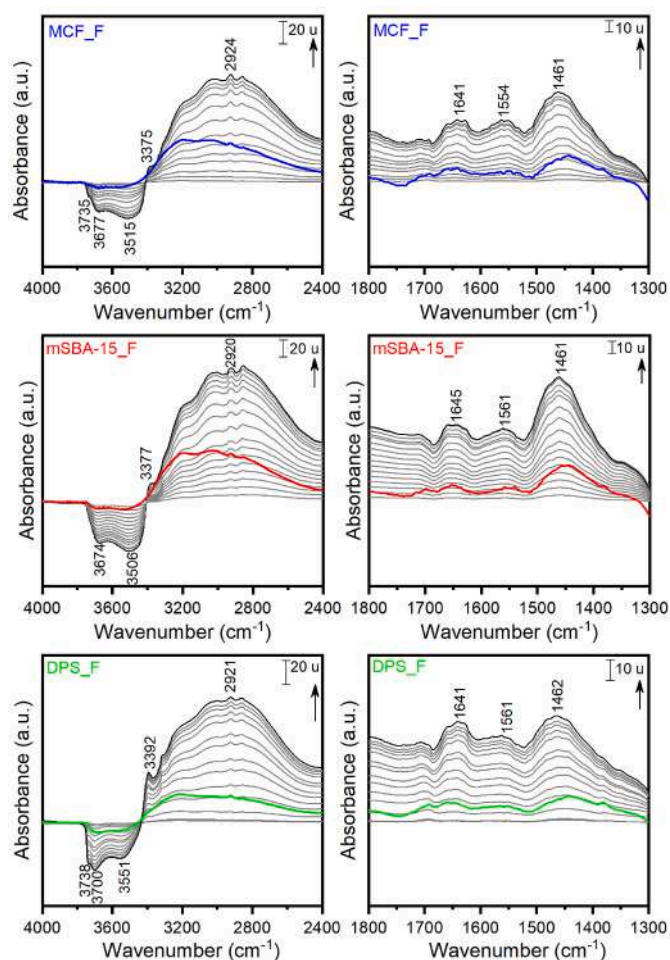 MCF_F
20 u
2924
3375
3735
3677
3515
Absorbance (a.u.)
4000 3600 3200 2800 2400
Wavenumber (cm⁻¹)
MCF_F
10 u
1641
1554
1461
Absorbance (a.u.)
1800 1700 1600 1500 1400 1300
Wavenumber (cm⁻¹)
mSBA-15_F
20 u
2920
3377
3674
3506
Absorbance (a.u.)
4000 3600 3200 2800 2400
Wavenumber (cm⁻¹)
mSBA-15_F
10 u
1645
1561
1461
Absorbance (a.u.)
1800 1700 1600 1500 1400 1300
Wavenumber (cm⁻¹)
DPS_F
20 u
2921
3392
3738
3700
3551
Absorbance (a.u.)
4000 3600 3200 2800 2400
Wavenumber (cm⁻¹)
DPS_F
10 u
1641
1561
1462
Absorbance (a.u.)
1800 1700 1600 1500 1400 1300
Wavenumber (cm⁻¹)